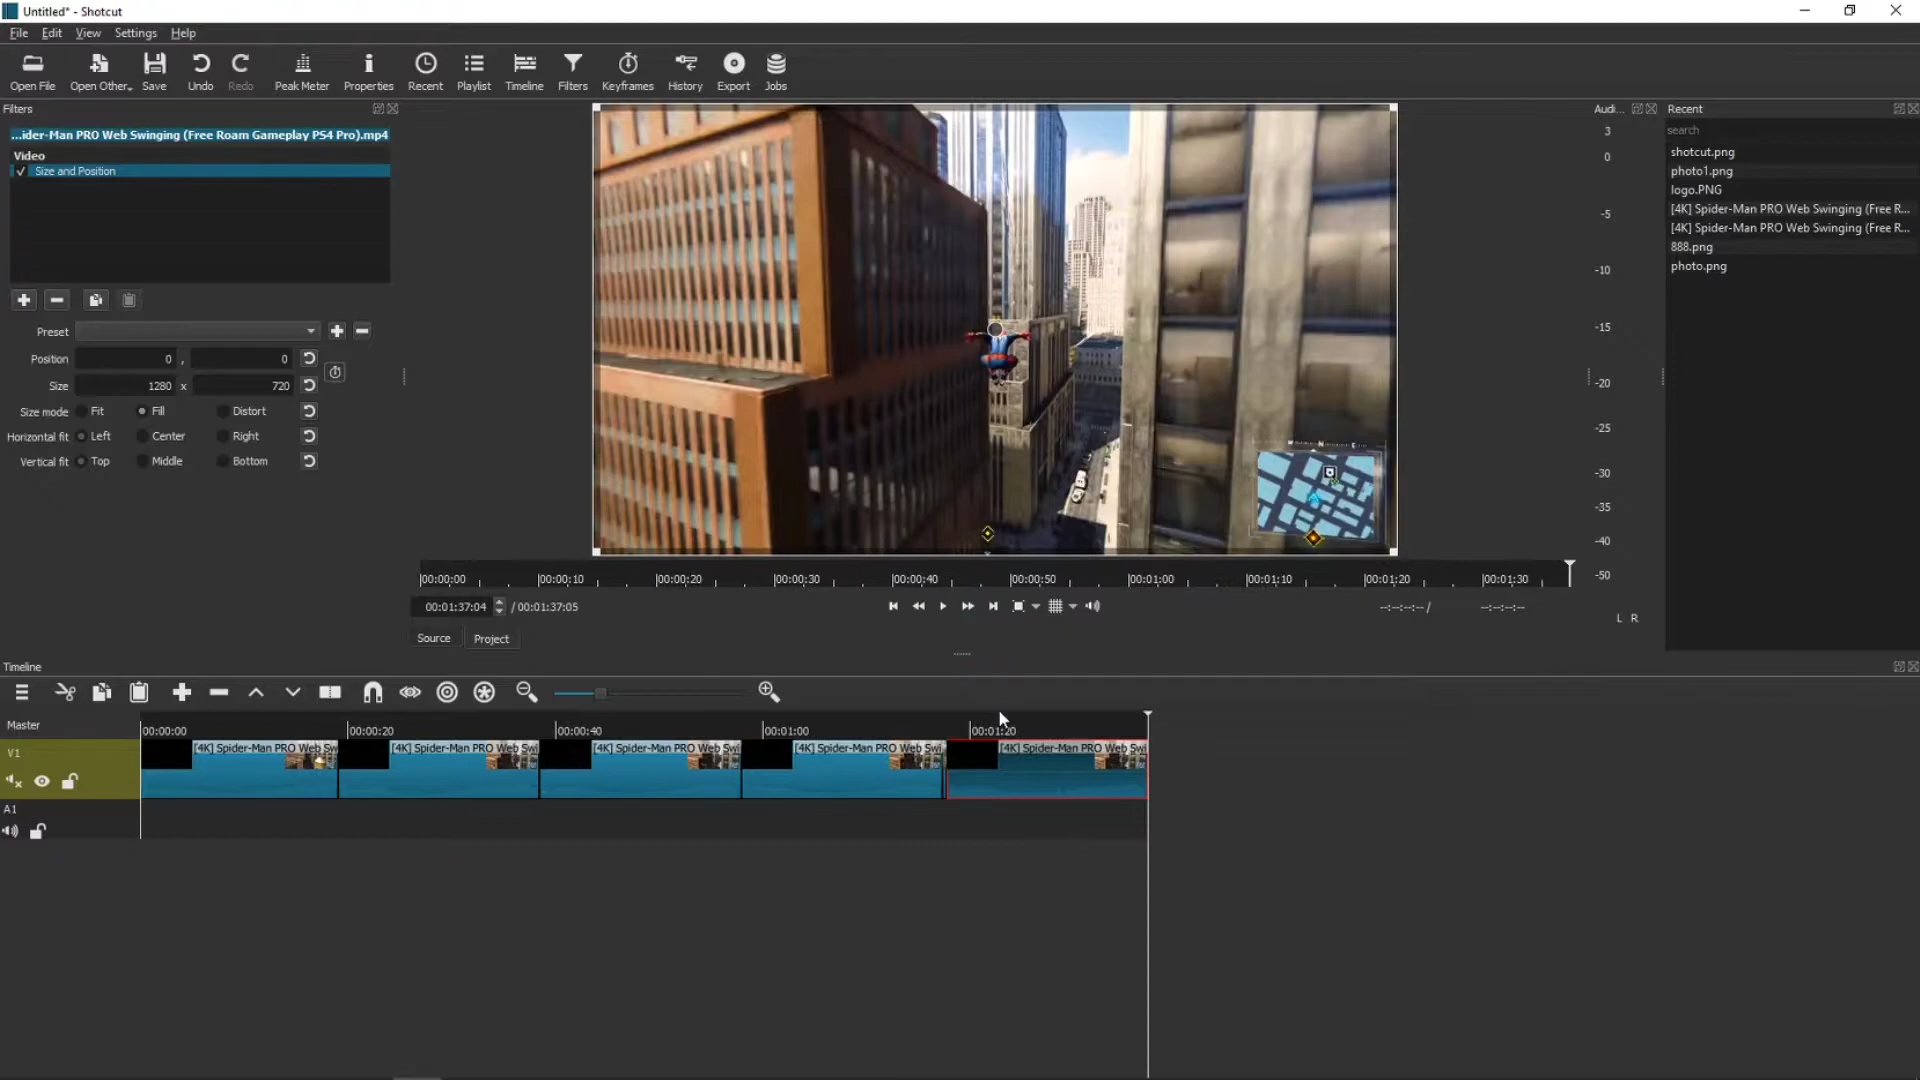 Untitled* - Shotcut
File Edit View Settings Help
Open File Open Other.. Save Undo Redo Peak Meter Properties Recent Playlist Timeline Filters Keyframes History Export Jobs
Filters
...ider-Man PRO Web Swinging (Free Roam Gameplay PS4 Pro).mp4
Video
Size and Position
Preset
Position 0 , 0
Size 1280 x 720
Size mode Fit Fill Distort
Horizontal fit Left Center Right
Vertical fit Top Middle Bottom
00:00:00 00:00:10 00:00:20 00:00:30 00:00:40 00:00:50 00:01:00 00:01:10 00:01:20 00:01:30
00:01:37:04 / 00:01:37:05
--:--:--:-- / --:--:--:--
Source Project
Audi...
3
0
-5
-10
-15
-20
-25
-30
-35
-40
-50
L R
Recent
search
shotcut.png
photo1.png
logo.PNG
[4K] Spider-Man PRO Web Swinging (Free R...
[4K] Spider-Man PRO Web Swinging (Free R...
888.png
photo.png
Timeline
Master
00:00:00 00:00:20 00:00:40 00:01:00 00:01:20
V1
[4K] Spider-Man PRO Web Sw [4K] Spider-Man PRO Web Swi [4K] Spider-Man PRO Web Swi [4K] Spider-Man PRO Web Swi [4K] Spider-Man PRO Web Swi
A1